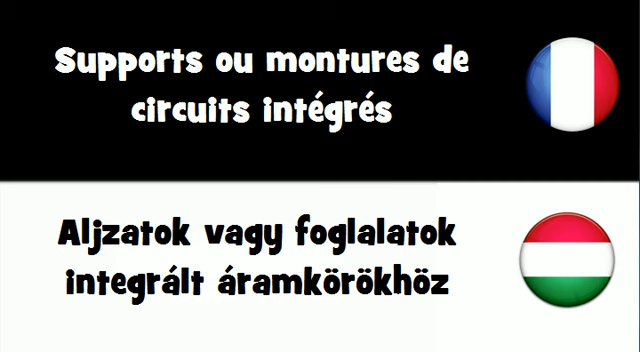 Supports ou montures de
circuits intégrés
Aljzatok vagy foglalatok
integrált áramkörökhöz